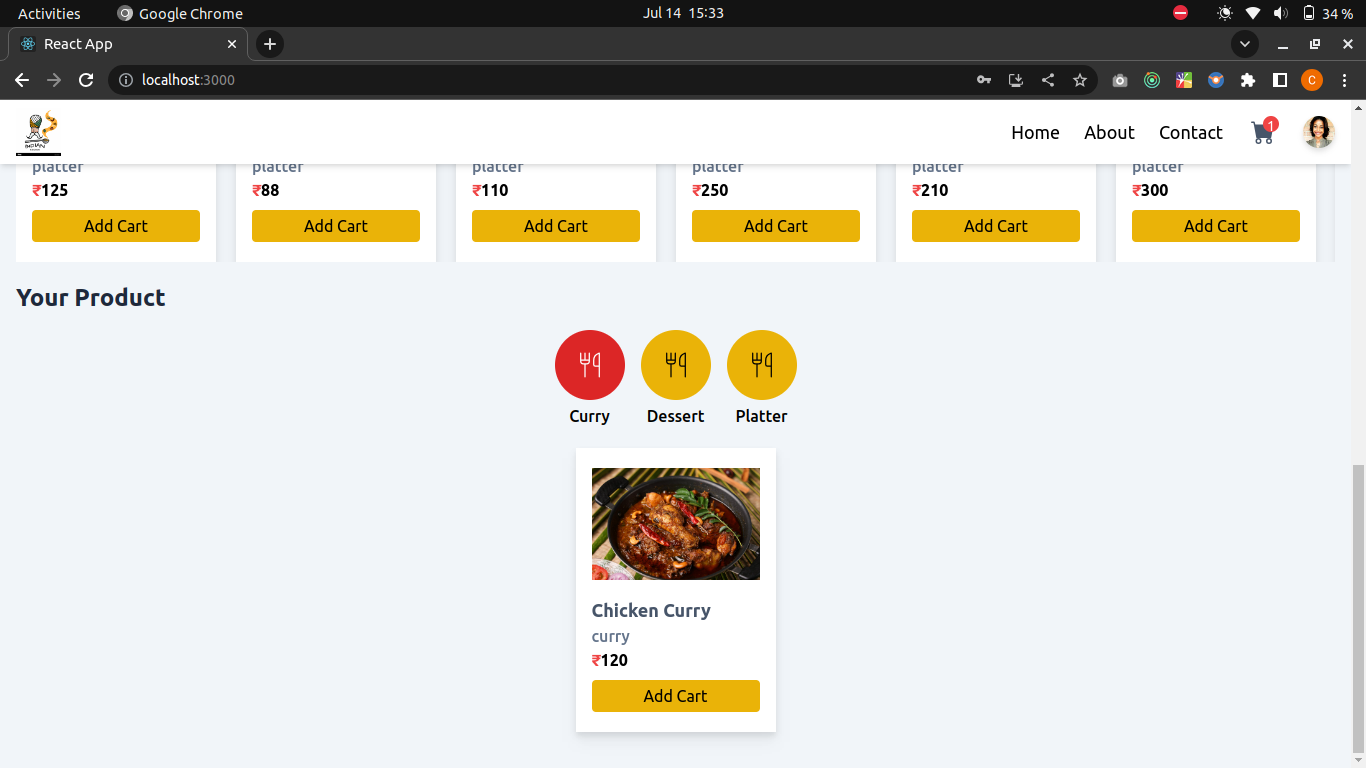 Activities Google Chrome Jul 14 15:33 34 %
React App
localhost:3000 C
Home About Contact 1
platter platter platter platter platter platter
₹125 ₹88 ₹110 ₹250 ₹210 ₹300
Add Cart Add Cart Add Cart Add Cart Add Cart Add Cart
Your Product
Curry Dessert Platter
Chicken Curry
curry
₹120
Add Cart